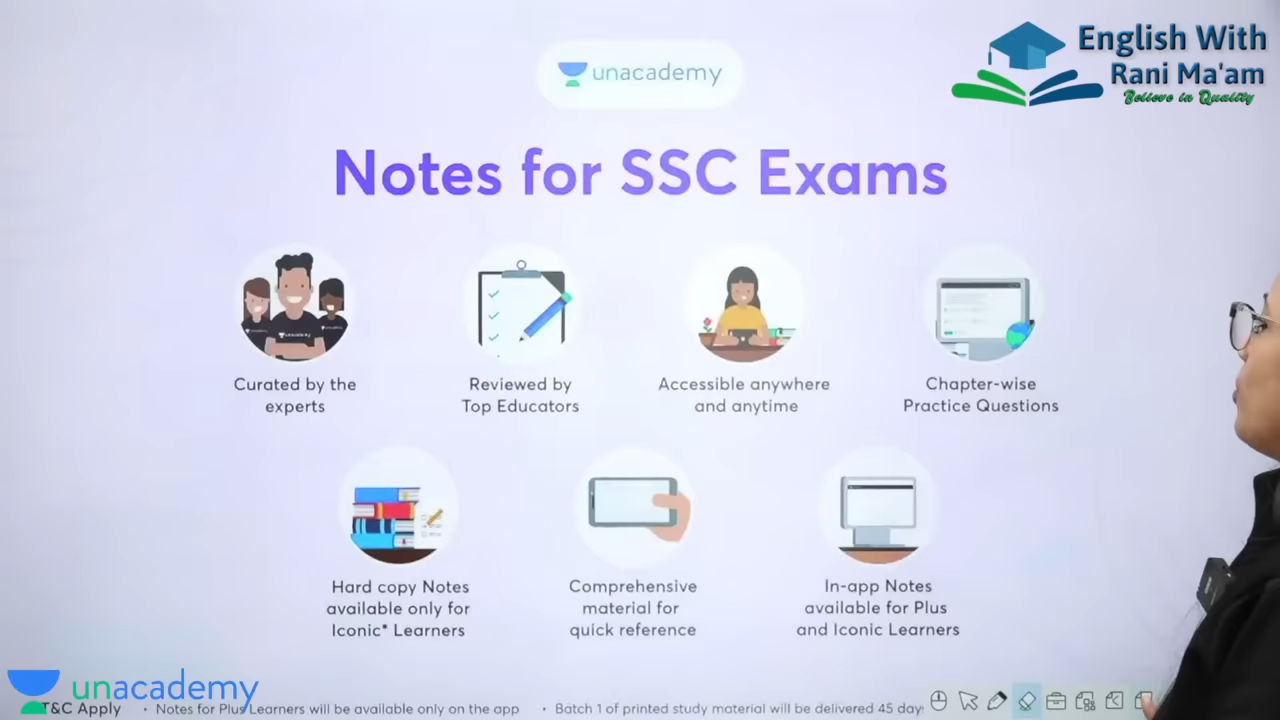 unacademy
English With
Rani Ma'am
Believe in Quality
Notes for SSC Exams
Curated by the
experts
Reviewed by
Top Educators
Accessible anywhere
and anytime
Chapter-wise
Practice Questions
Hard copy Notes
available only for
Iconic* Learners
Comprehensive
material for
quick reference
In-app Notes
available for Plus
and Iconic Learners
unacademy
T&C Apply • Notes for Plus Learners will be available only on the app • Batch 1 of printed study material will be delivered 45 day